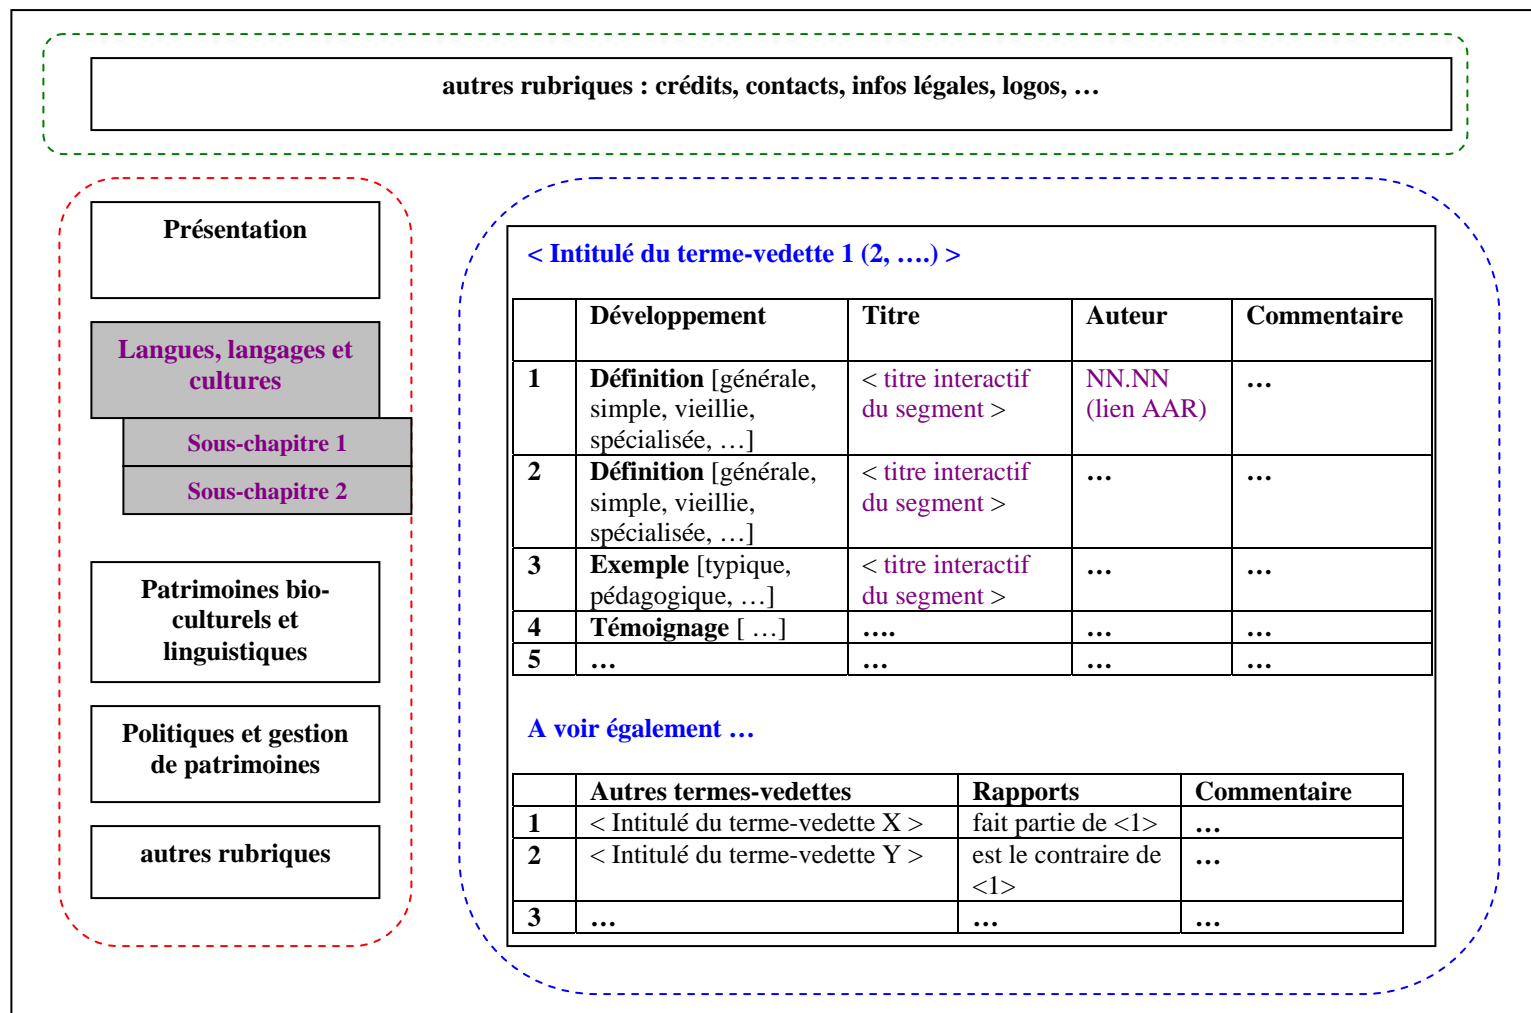 autres rubriques : crédits, contacts, infos légales, logos, …
Présentation
Langues, langages et
cultures
Sous-chapitre 1
Sous-chapitre 2
Patrimoines bio-
culturels et
linguistiques
Politiques et gestion
de patrimoines
autres rubriques
< Intitulé du terme-vedette 1 (2, ….) >
Développement Titre Auteur Commentaire
1 Définition [générale, < titre interactif NN.NN …
simple, vieillie, du segment > (lien AAR)
spécialisée, …]
2 Définition [générale, < titre interactif … …
simple, vieillie, du segment >
spécialisée, …]
3 Exemple [typique, < titre interactif … …
pédagogique, …] du segment >
4 Témoignage [ …] …. … …
5 … … … …
A voir également …
Autres termes-vedettes Rapports Commentaire
1 < Intitulé du terme-vedette X > fait partie de <1> …
2 < Intitulé du terme-vedette Y > est le contraire de …
<1>
3 … … …